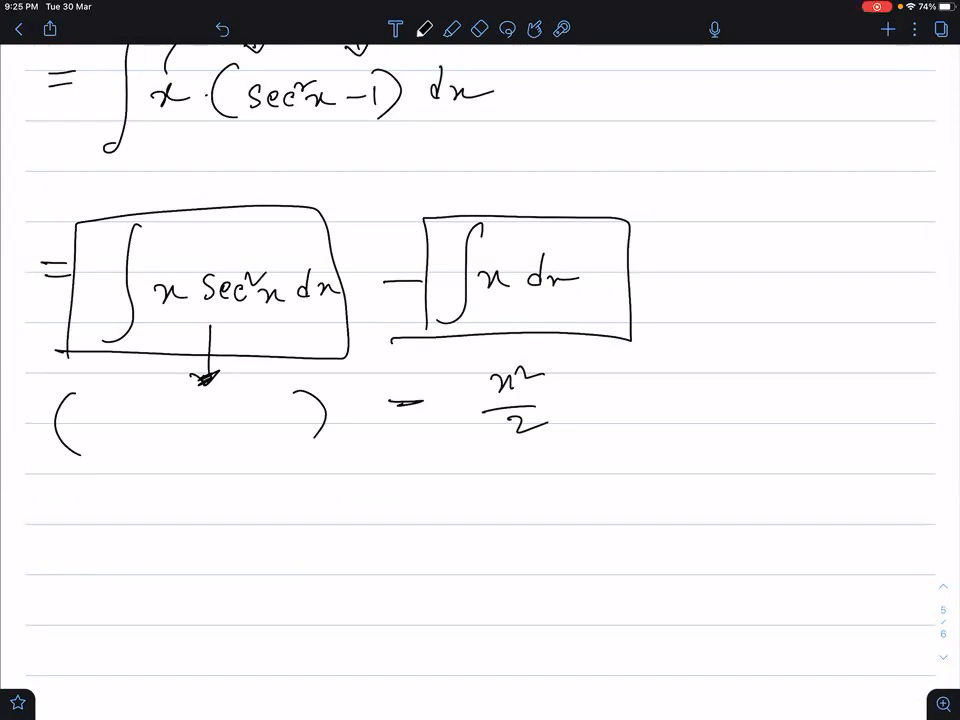 9:25 PM Tue 30 Mar 74%
= ∫ x · (sec²x − 1) dx
= ∫ x sec²x dx − ∫ x dx
( ) − x²/2
5
/
6